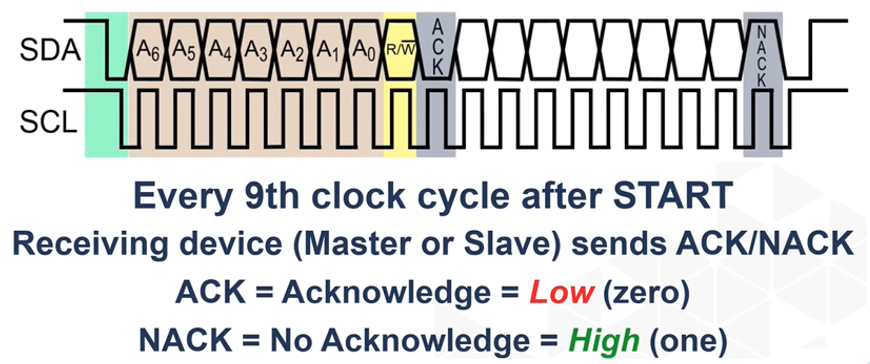 SDA A6 A5 A4 A3 A2 A1 A0 R/W̅ ACK NACK
SCL
Every 9th clock cycle after START
Receiving device (Master or Slave) sends ACK/NACK
ACK = Acknowledge = Low (zero)
NACK = No Acknowledge = High (one)